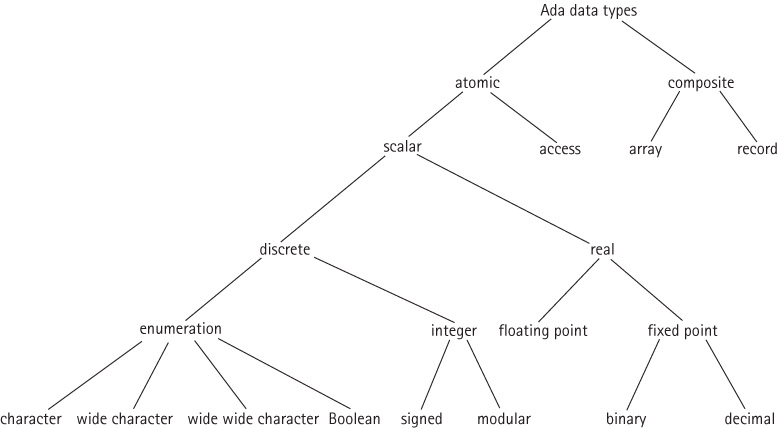 Ada data types
atomic composite
scalar access array record
discrete real
enumeration integer floating point fixed point
character wide character wide wide character Boolean signed modular binary decimal